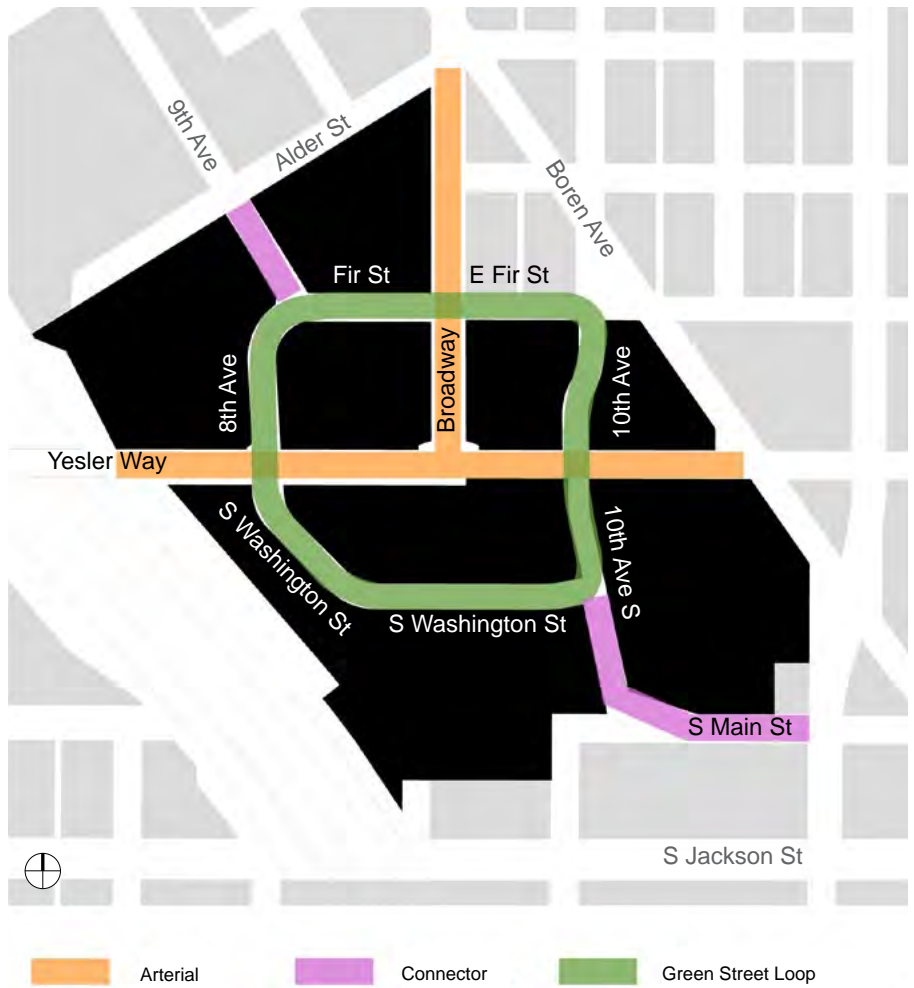 9th Ave
Alder St
Boren Ave
Fir St
E Fir St
8th Ave
Broadway
10th Ave
Yesler Way
S Washington St
10th Ave S
S Washington St
S Main St
S Jackson St
Arterial
Connector
Green Street Loop